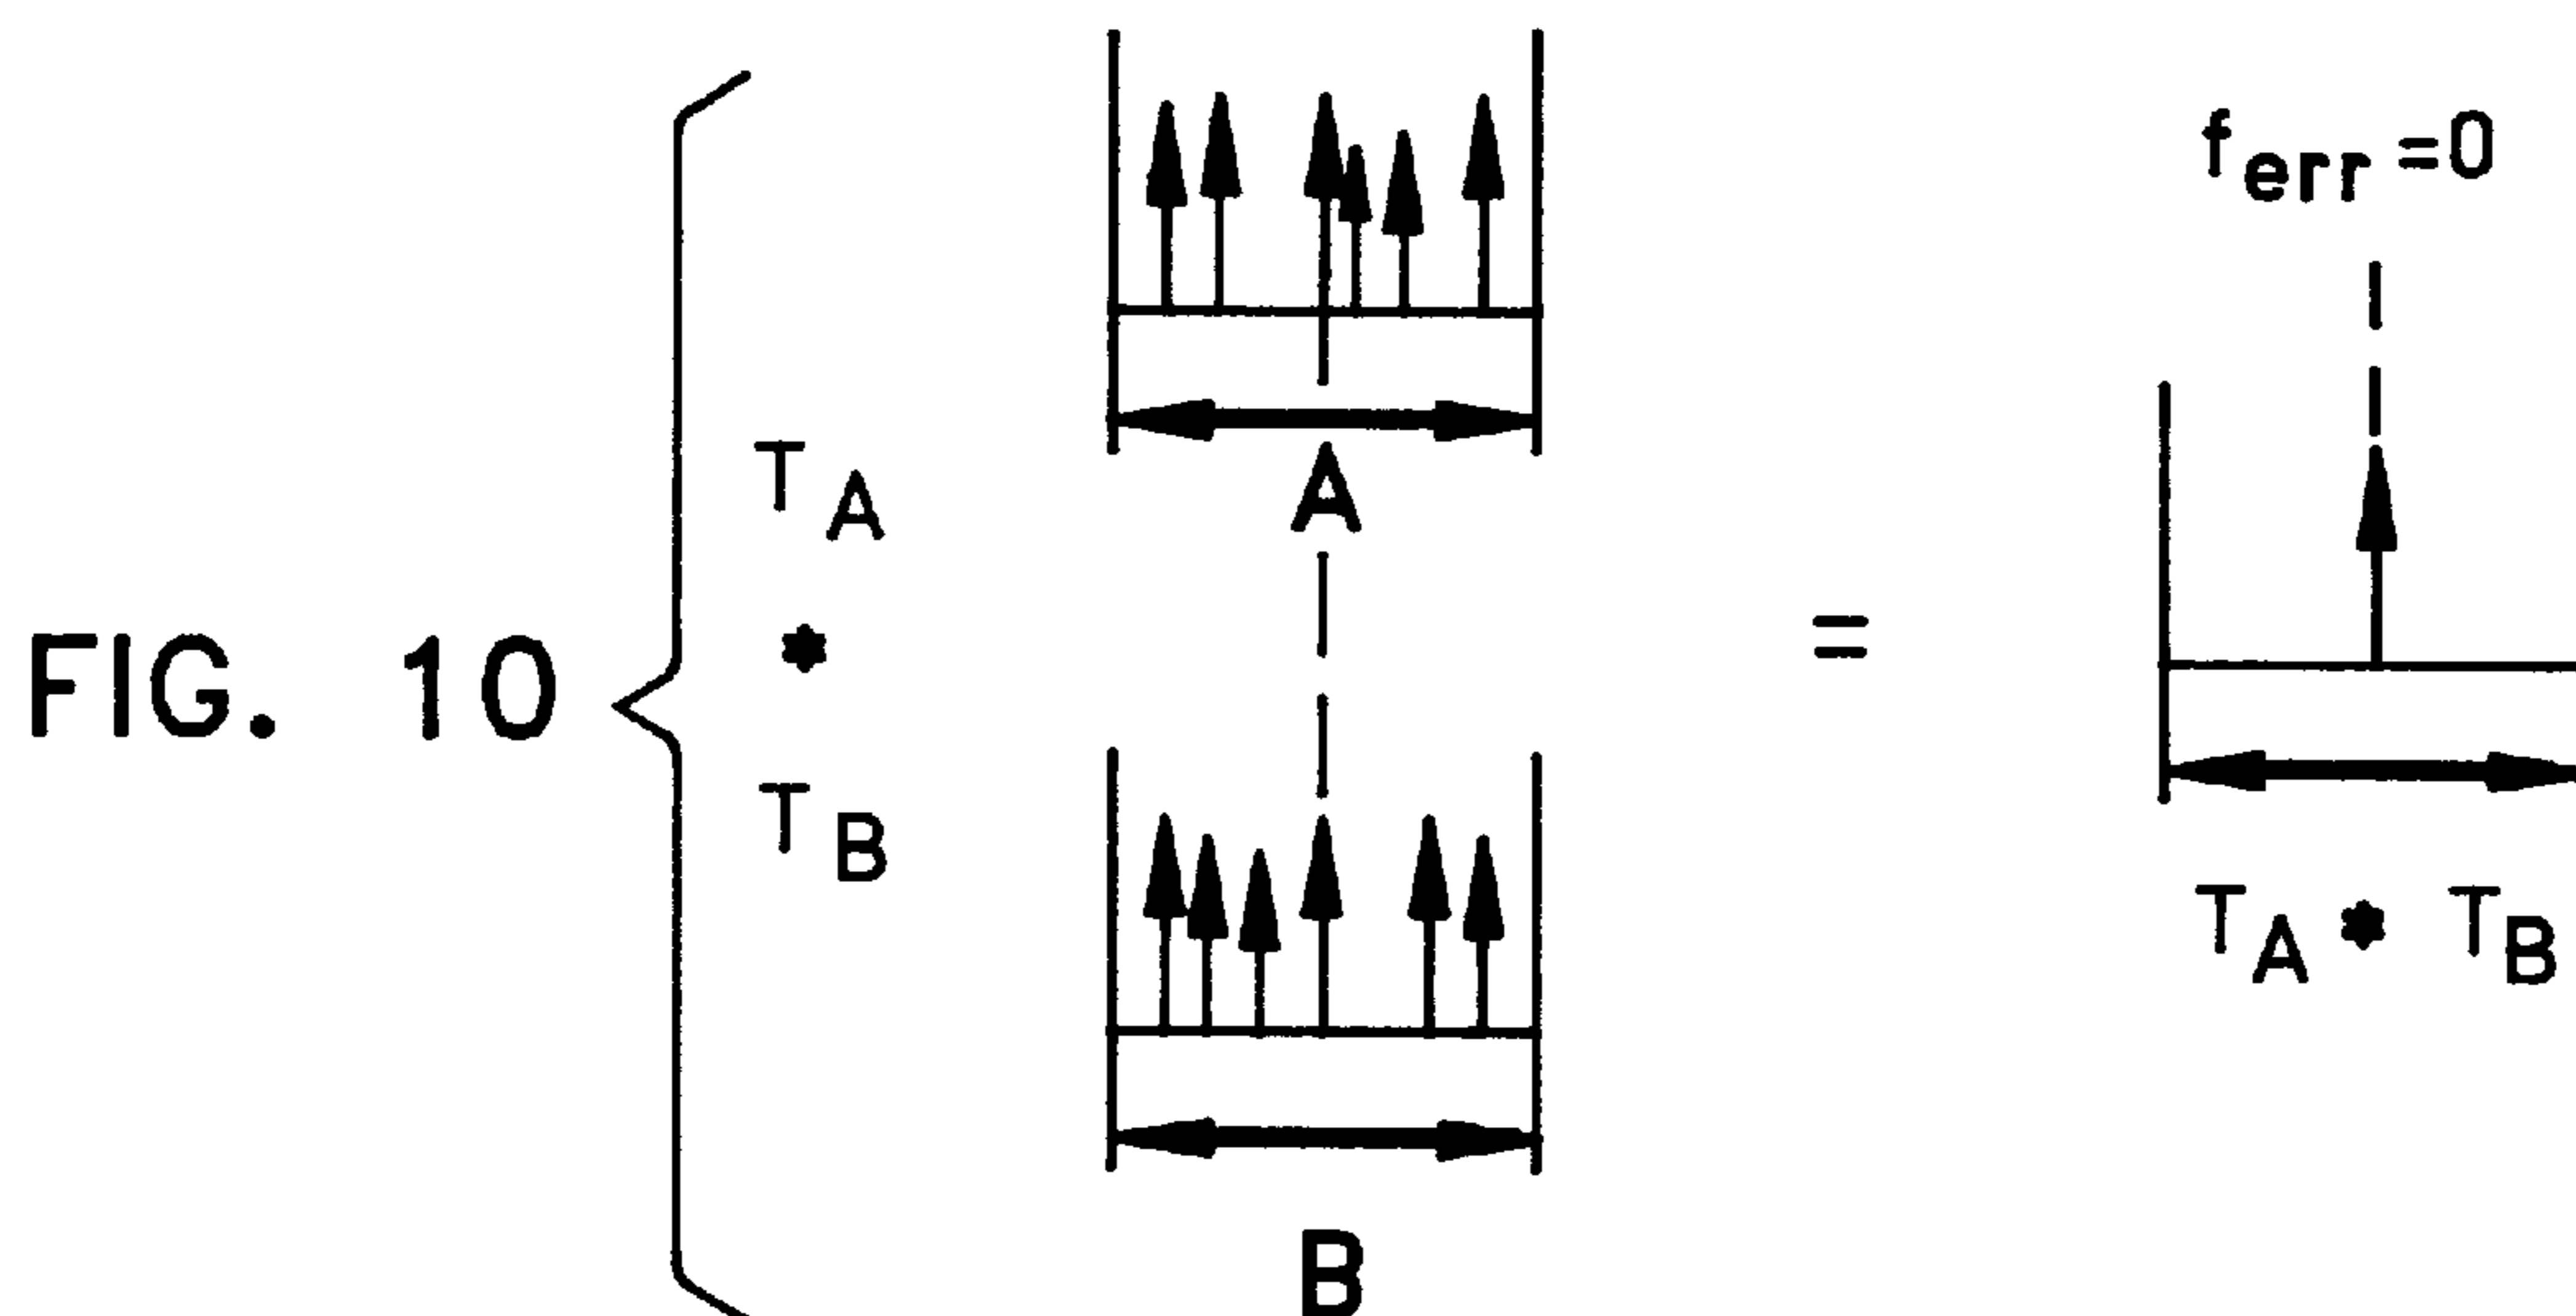 FIG. 10
T_A
*
T_B
A
B
=
f_err =0
T_A * T_B